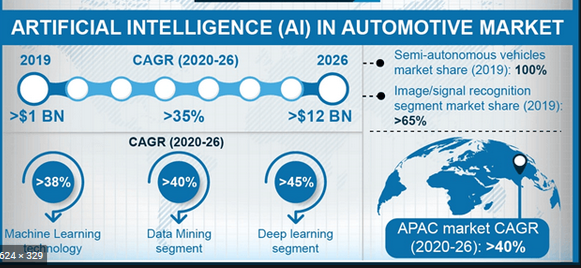 ARTIFICIAL INTELLIGENCE (AI) IN AUTOMOTIVE MARKET
2019
CAGR (2020-26)
2026
>$1 BN
>35%
>$12 BN
Semi-autonomous vehicles
market share (2019): 100%
Image/signal recognition
segment market share (2019):
>65%
CAGR (2020-26)
>38%
>40%
>45%
Machine Learning
technology
Data Mining
segment
Deep learning
segment
APAC market CAGR
(2020-26): >40%
624 × 329